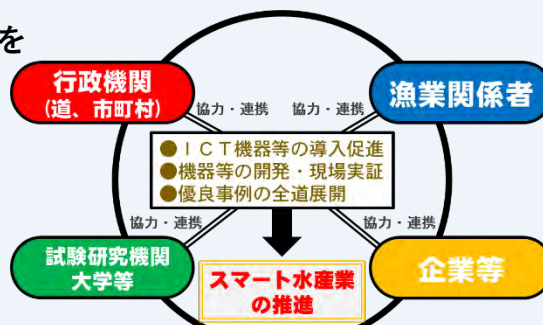 を
行政機関
(道、市町村)
漁業関係者
協力・連携
協力・連携
●ＩＣＴ機器等の導入促進
●機器等の開発・現場実証
●優良事例の全道展開
協力・連携
協力・連携
試験研究機関
大学等
スマート水産業
の推進
企業等